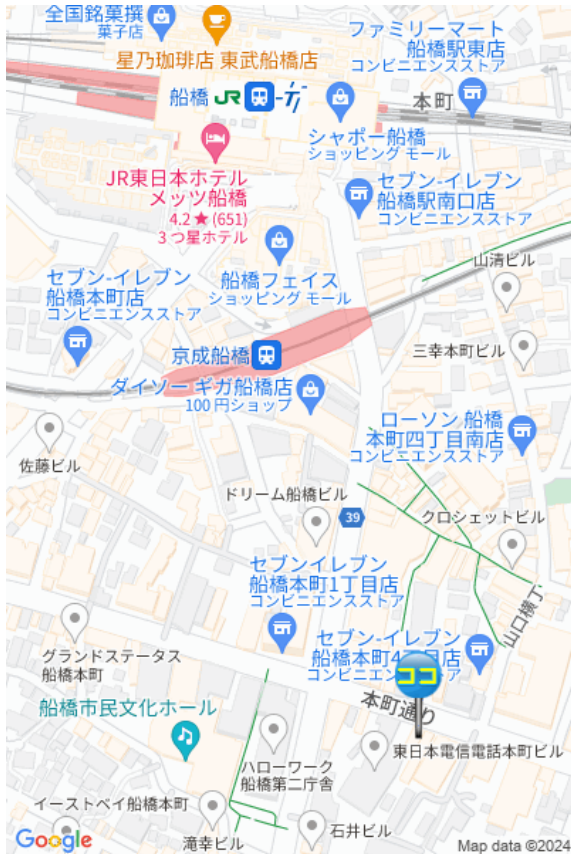 全国銘菓撰
菓子店
星乃珈琲店 東武船橋店
ファミリーマート
船橋駅東店
コンビニエンスストア
船橋 JR
本町
シャポー船橋
ショッピング モール
JR東日本ホテル
メッツ船橋
4.2★(651)
3 つ星ホテル
セブン-イレブン
船橋駅南口店
コンビニエンスストア
船橋フェイス
ショッピング モール
山清ビル
セブン-イレブン
船橋本町店
コンビニエンスストア
京成船橋
三幸本町ビル
ダイソー ギガ船橋店
100 円ショップ
ローソン 船橋
本町四丁目南店
コンビニエンスストア
佐藤ビル
ドリーム船橋ビル
39
クロシェットビル
セブンイレブン
船橋本町1丁目店
コンビニエンスストア
山口横丁
セブン-イレブン
船橋本町4丁目店
コンビニエ
ココ
グランドステータス
船橋本町
本町通り
船橋市民文化ホール
東日本電信電話本町ビル
ハローワーク
船橋第二庁舎
イーストベイ船橋本町
滝幸ビル
石井ビル
Google
Map data ©2024